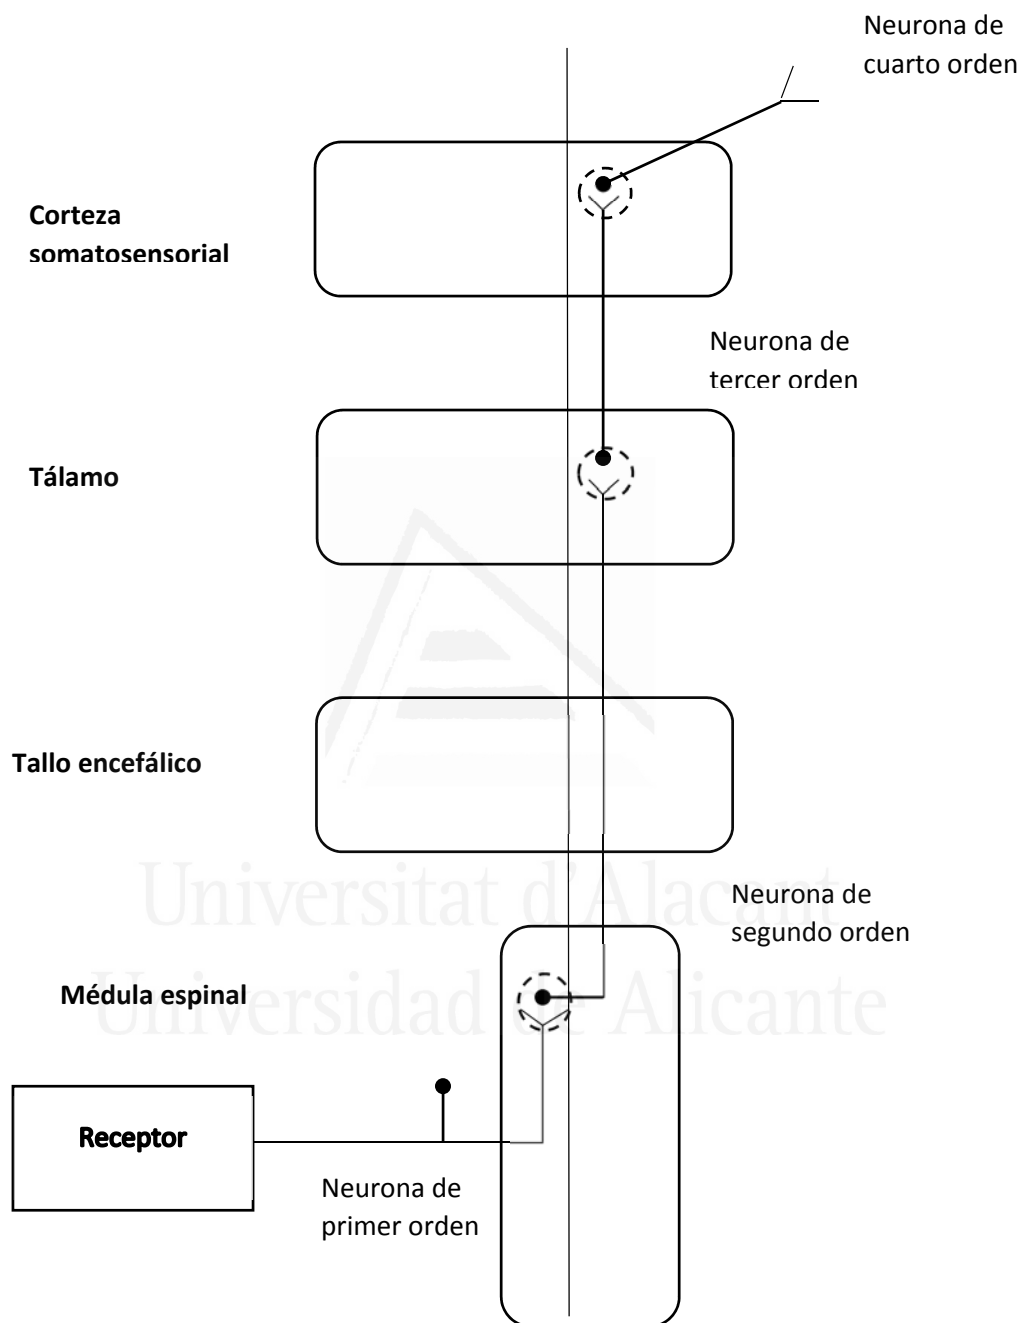 Neurona de
cuarto orden
Corteza
somatosensorial
Neurona de
tercer orden
Tálamo
Tallo encefálico
Universitat d'Alacant
Universidad de Alicante
Neurona de
segundo orden
Médula espinal
Receptor
Neurona de
primer orden